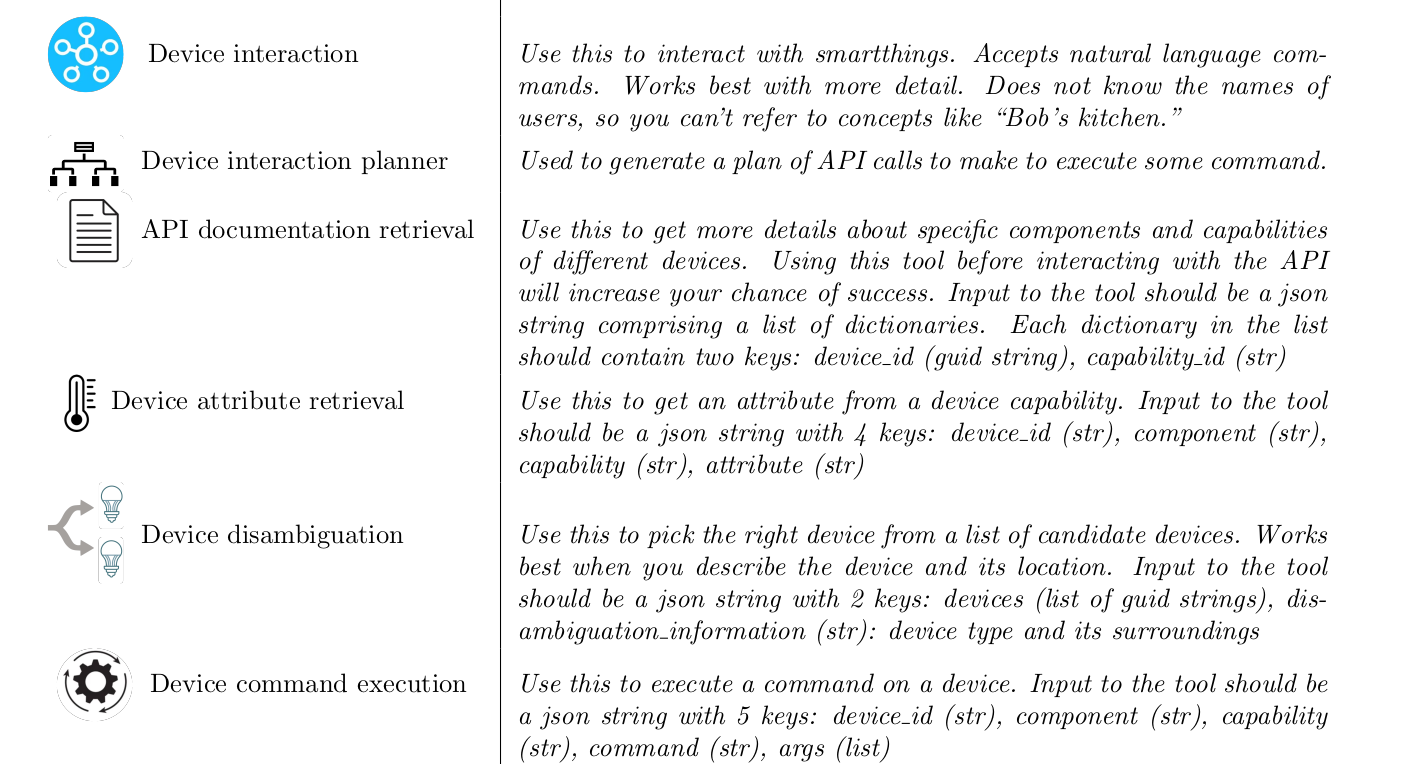 Device interaction
Use this to interact with smartthings. Accepts natural language com-
mands. Works best with more detail. Does not know the names of
users, so you can't refer to concepts like “Bob's kitchen.”
Device interaction planner
Used to generate a plan of API calls to make to execute some command.
API documentation retrieval
Use this to get more details about specific components and capabilities
of different devices. Using this tool before interacting with the API
will increase your chance of success. Input to the tool should be a json
string comprising a list of dictionaries. Each dictionary in the list
should contain two keys: device_id (guid string), capability_id (str)
Device attribute retrieval
Use this to get an attribute from a device capability. Input to the tool
should be a json string with 4 keys: device_id (str), component (str),
capability (str), attribute (str)
Device disambiguation
Use this to pick the right device from a list of candidate devices. Works
best when you describe the device and its location. Input to the tool
should be a json string with 2 keys: devices (list of guid strings), dis-
ambiguation_information (str): device type and its surroundings
Device command execution
Use this to execute a command on a device. Input to the tool should be
a json string with 5 keys: device_id (str), component (str), capability
(str), command (str), args (list)